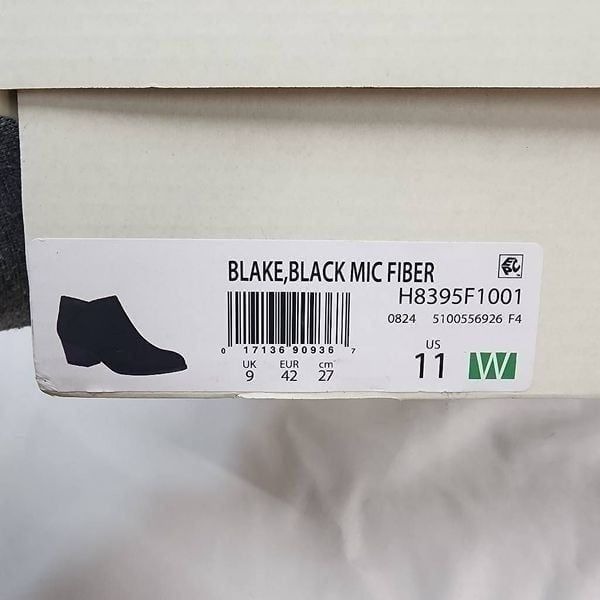 BLAKE,BLACK MIC FIBER
H8395F1001
0824 5100556926 F4
0 17136 90936 7
UK EUR cm US
9 42 27 11 W